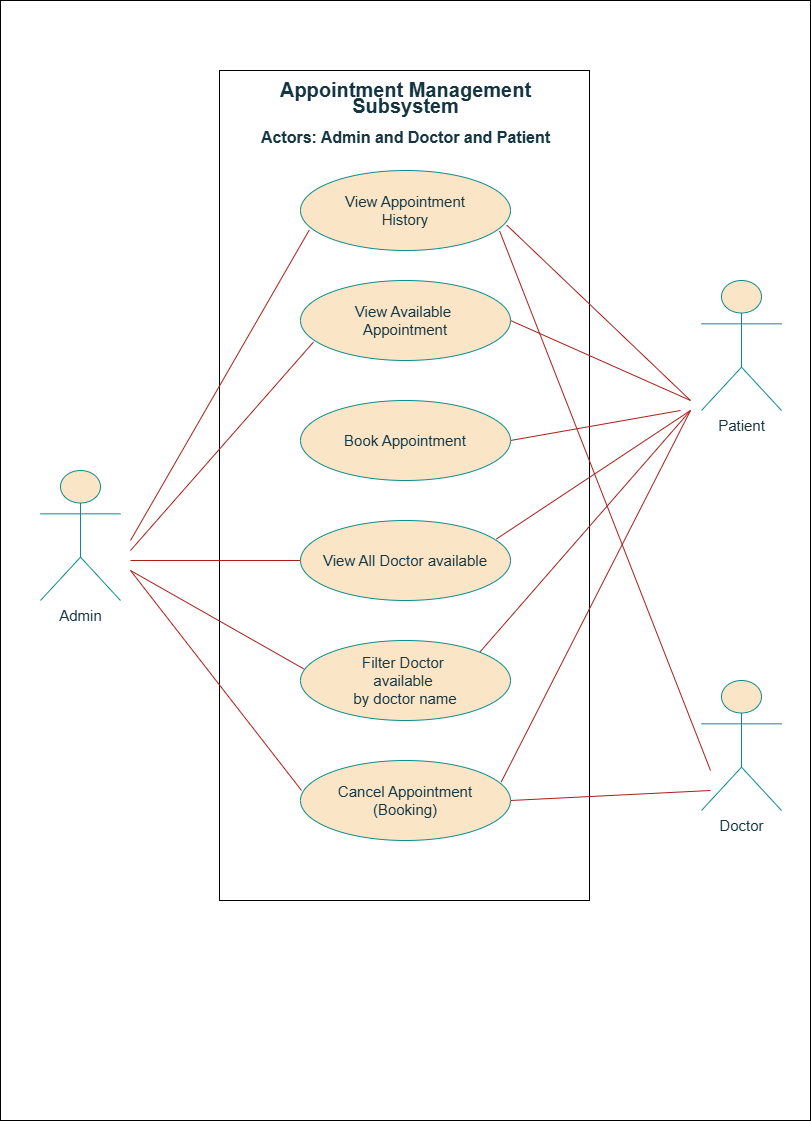 Appointment Management
Subsystem
Actors: Admin and Doctor and Patient
View Appointment
History
View Available
Appointment
Book Appointment
Patient
View All Doctor available
Admin
Filter Doctor
available
by doctor name
Cancel Appointment
(Booking)
Doctor